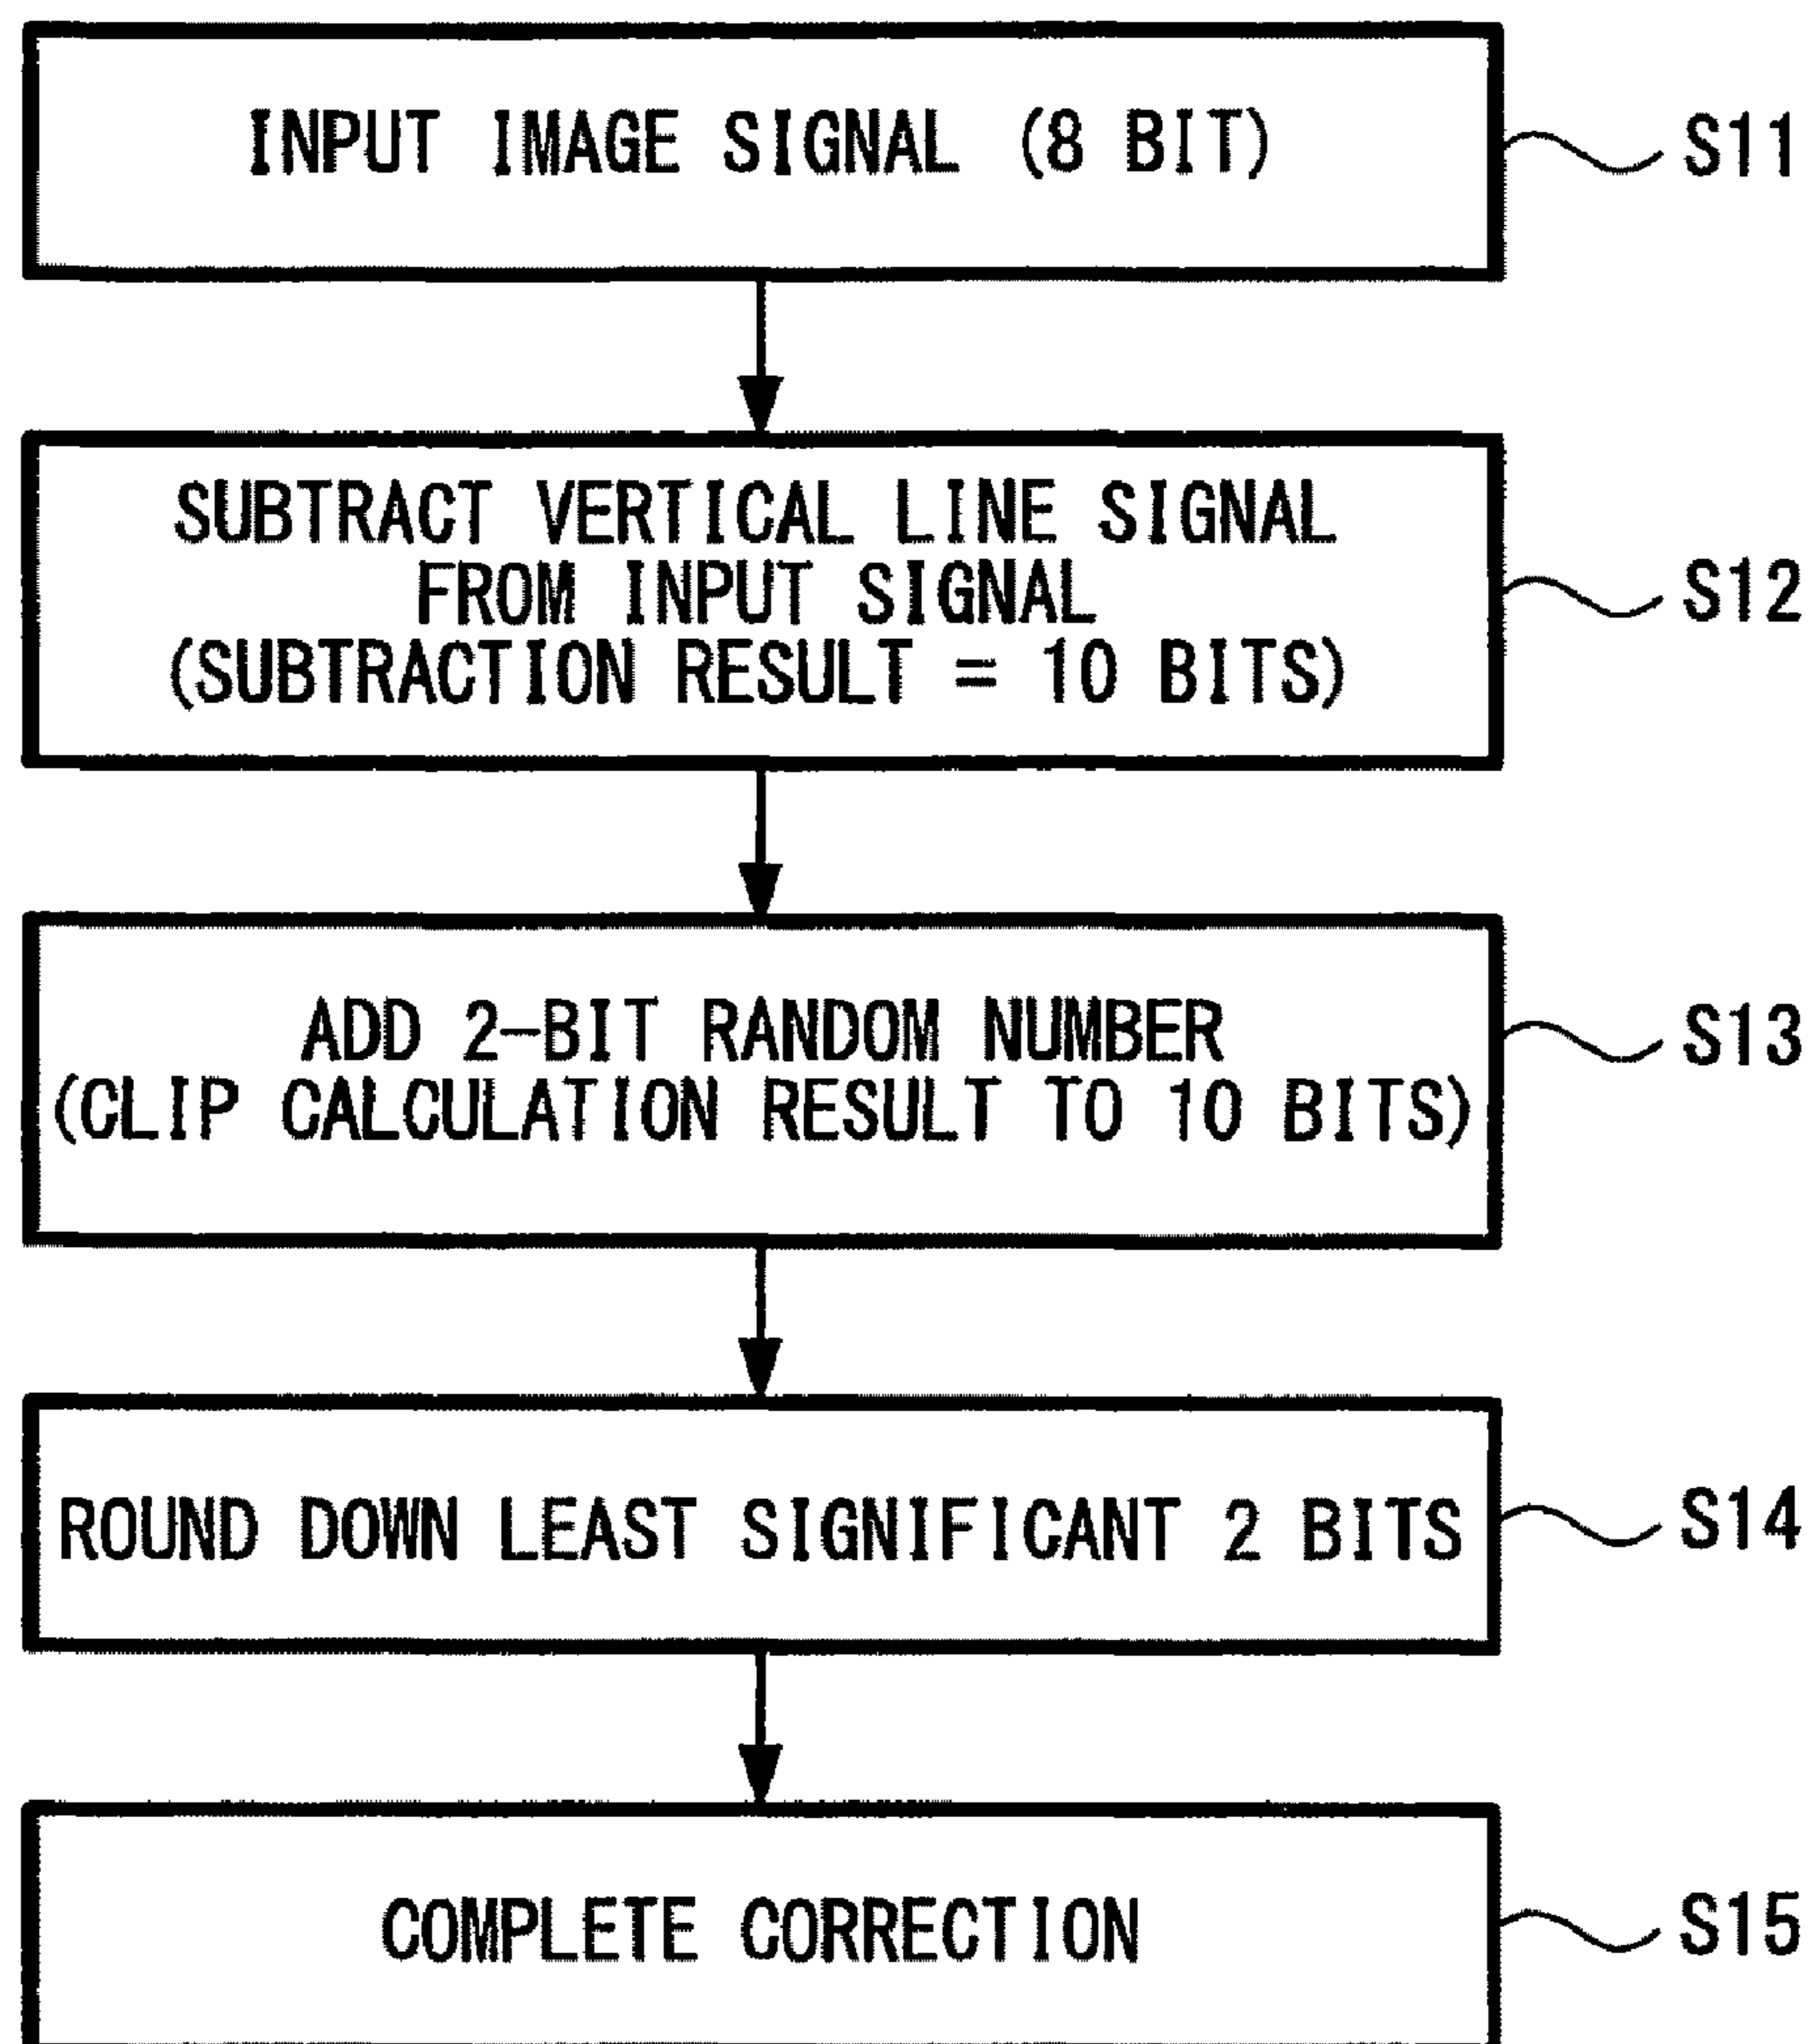 INPUT IMAGE SIGNAL (8 BIT)
S11
SUBTRACT VERTICAL LINE SIGNAL
FROM INPUT SIGNAL
(SUBTRACTION RESULT = 10 BITS)
S12
ADD 2-BIT RANDOM NUMBER
(CLIP CALCULATION RESULT TO 10 BITS)
S13
ROUND DOWN LEAST SIGNIFICANT 2 BITS
S14
COMPLETE CORRECTION
S15